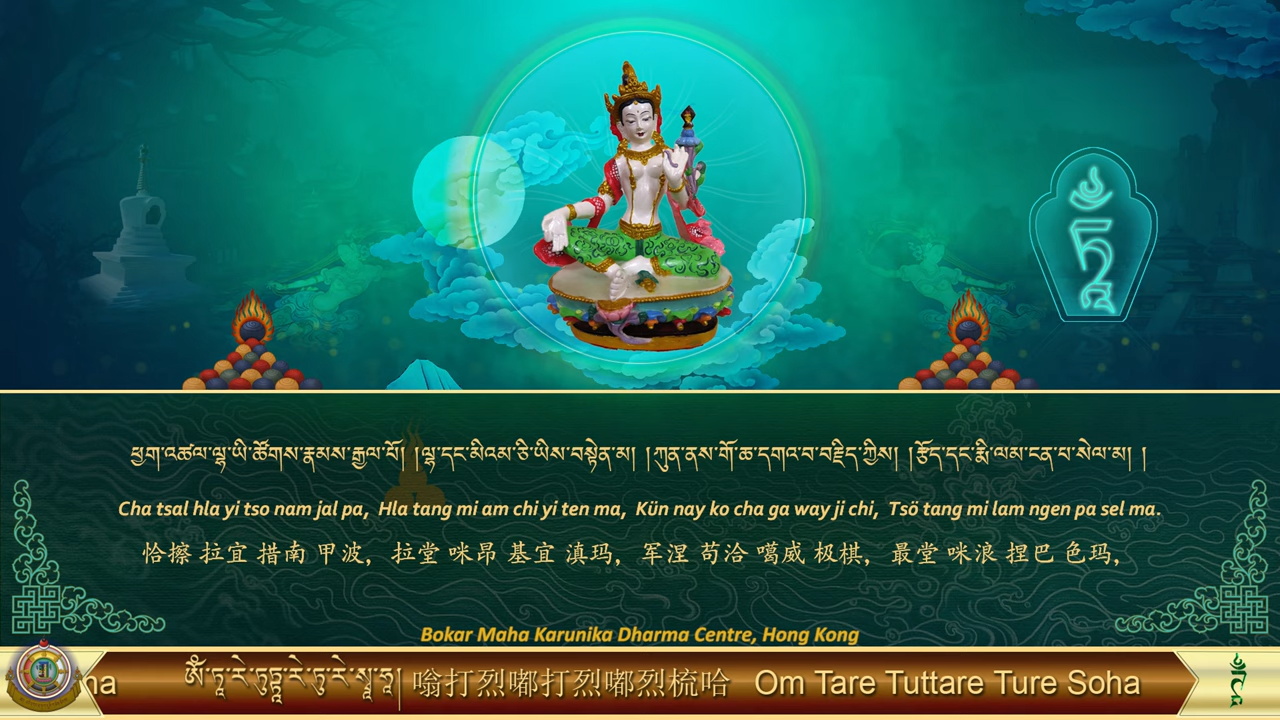 ཕྱག་འཚལ་ལྷ་ཡི་ཚོགས་རྣམས་རྒྱལ་པོ། །ལྷ་དང་མིའམ་ཅི་ཡིས་བསྟེན་མ། །ཀུན་ནས་གོ་ཆ་དགའ་བ་བརྗིད་ཀྱིས། །རྩོད་དང་རྨི་ལམ་ངན་པ་སེལ་མ། །
Cha tsal hla yi tso nam jal pa, Hla tang mi am chi yi ten ma, Kün nay ko cha ga way ji chi, Tsö tang mi lam ngen pa sel ma.
恰擦 拉宜 措南 甲波，拉堂 咪昂 基宜 滇玛，军涅 苟洽 噶威 极棋，最堂 咪浪 捏巴 色玛，
Bokar Maha Karunika Dharma Centre, Hong Kong
ha ༀ་ཏཱ་རེ་ཏུཏྟཱ་རེ་ཏུ་རེ་སྭཱ་ཧཱ། 嗡打烈嘟打烈嘟烈梳哈 Om Tare Tuttare Ture Soha